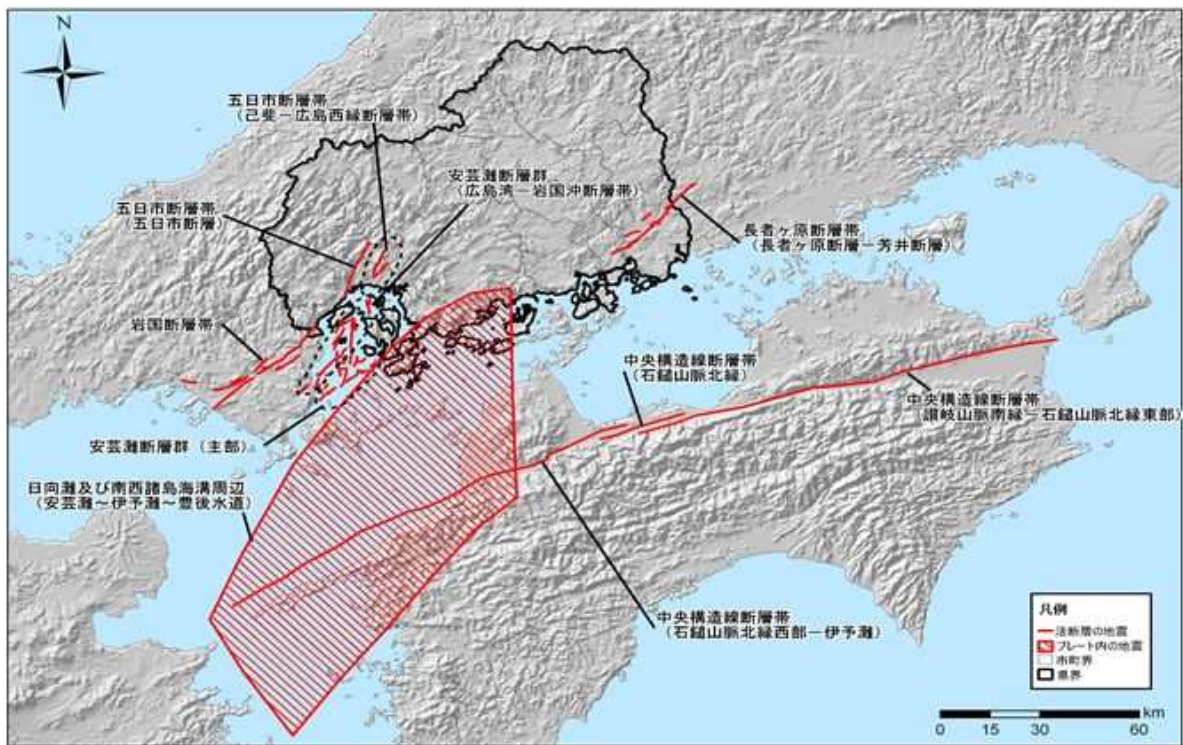 N
五日市断層帯
(己斐－広島西縁断層帯)
安芸灘断層群
(広島湾－岩国沖断層帯)
五日市断層帯
(五日市断層)
長者ヶ原断層帯
(長者ヶ原断層－芳井断層)
岩国断層帯
中央構造線断層帯
(石鎚山脈北縁)
中央構造線断層帯
(讃岐山脈南縁－石鎚山脈北縁東部)
安芸灘断層群(主部)
日向灘及び南西諸島海溝周辺
(安芸灘～伊予灘～豊後水道)
中央構造線断層帯
(石鎚山脈北縁西部－伊予灘)
凡例
活断層の地震
プレート内の地震
市町界
県界
km
0 15 30 60